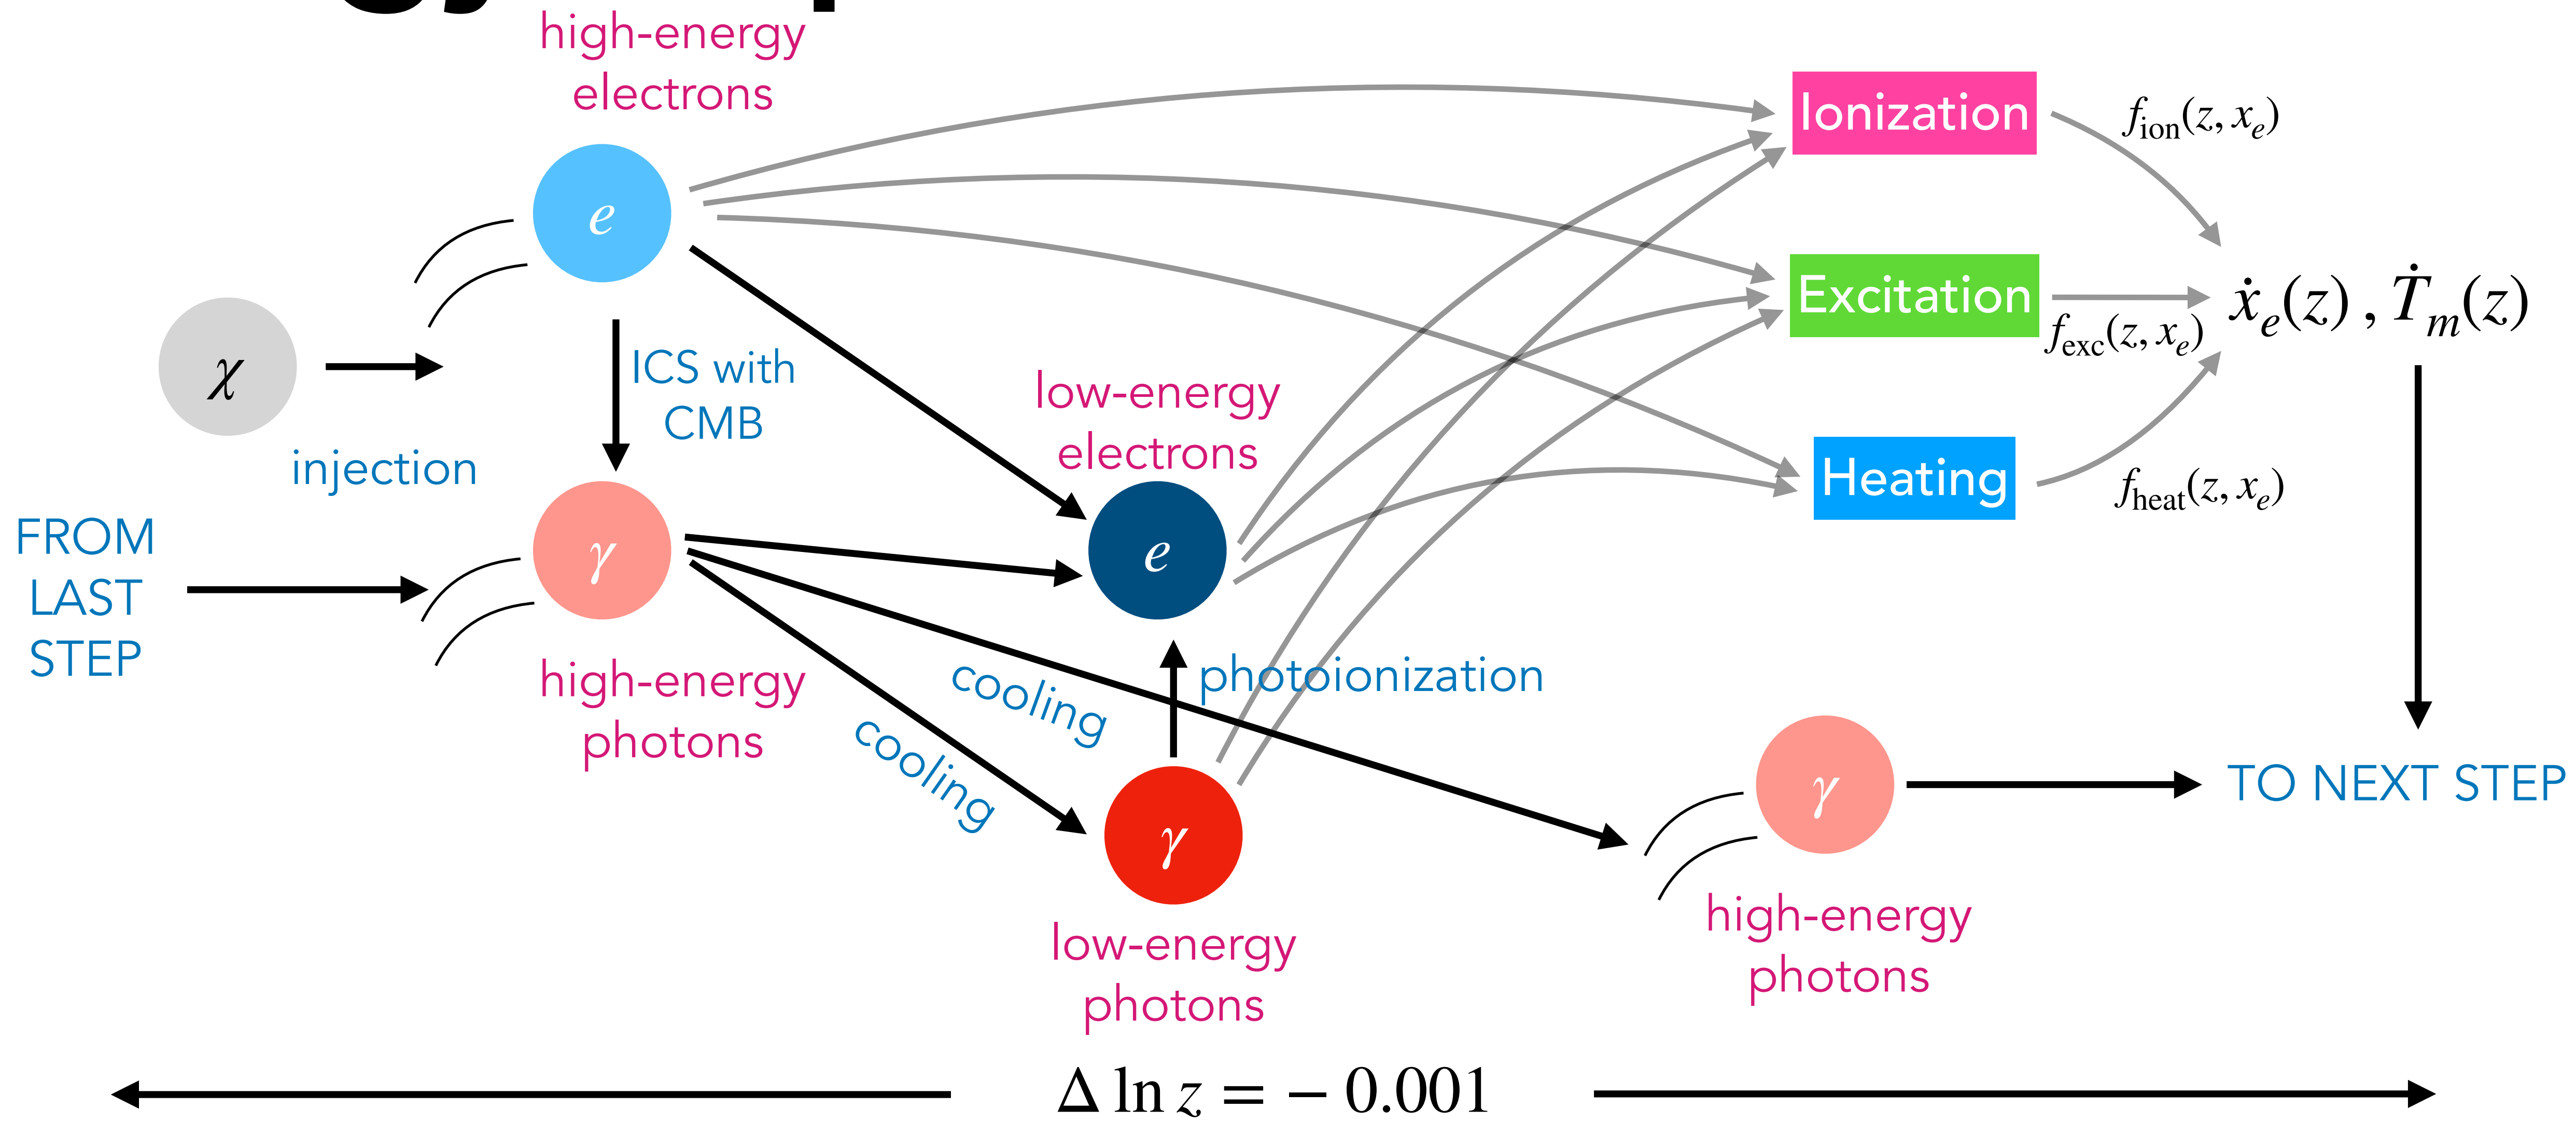 high-energy
electrons
e
χ
injection
ICS with
CMB
FROM
LAST
STEP
γ
high-energy
photons
cooling
cooling
low-energy
electrons
e
photoionization
γ
low-energy
photons
Ionization
Excitation
Heating
f_ion(z, x_e)
f_exc(z, x_e)
f_heat(z, x_e)
ẋ_e(z) , Ṫ_m(z)
γ
high-energy
photons
TO NEXT STEP
Δ ln z = − 0.001